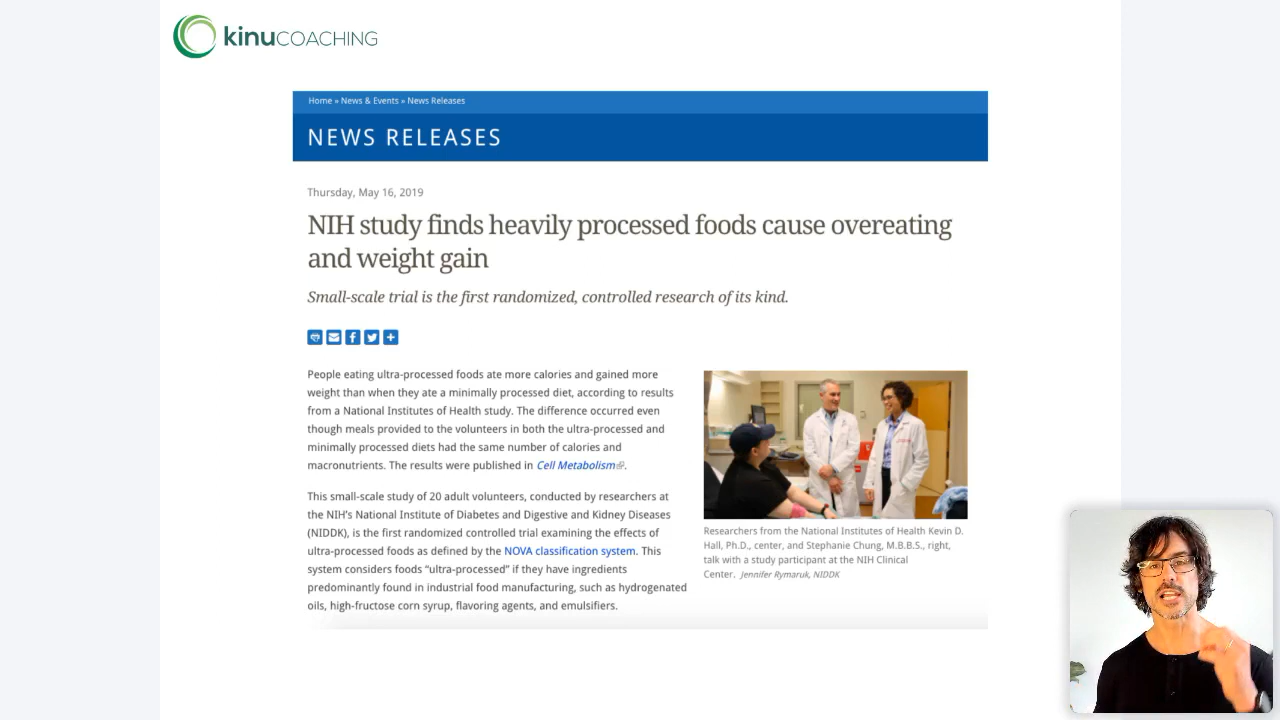 kinuCOACHING
Home » News & Events » News Releases
NEWS RELEASES
Thursday, May 16, 2019
NIH study finds heavily processed foods cause overeating
and weight gain
Small-scale trial is the first randomized, controlled research of its kind.
People eating ultra-processed foods ate more calories and gained more
weight than when they ate a minimally processed diet, according to results
from a National Institutes of Health study. The difference occurred even
though meals provided to the volunteers in both the ultra-processed and
minimally processed diets had the same number of calories and
macronutrients. The results were published in Cell Metabolism.
This small-scale study of 20 adult volunteers, conducted by researchers at
the NIH’s National Institute of Diabetes and Digestive and Kidney Diseases
(NIDDK), is the first randomized controlled trial examining the effects of
ultra-processed foods as defined by the NOVA classification system. This
system considers foods “ultra-processed” if they have ingredients
predominantly found in industrial food manufacturing, such as hydrogenated
oils, high-fructose corn syrup, flavoring agents, and emulsifiers.
Researchers from the National Institutes of Health Kevin D.
Hall, Ph.D., center, and Stephanie Chung, M.B.B.S., right,
talk with a study participant at the NIH Clinical
Center. Jennifer Rymaruk, NIDDK